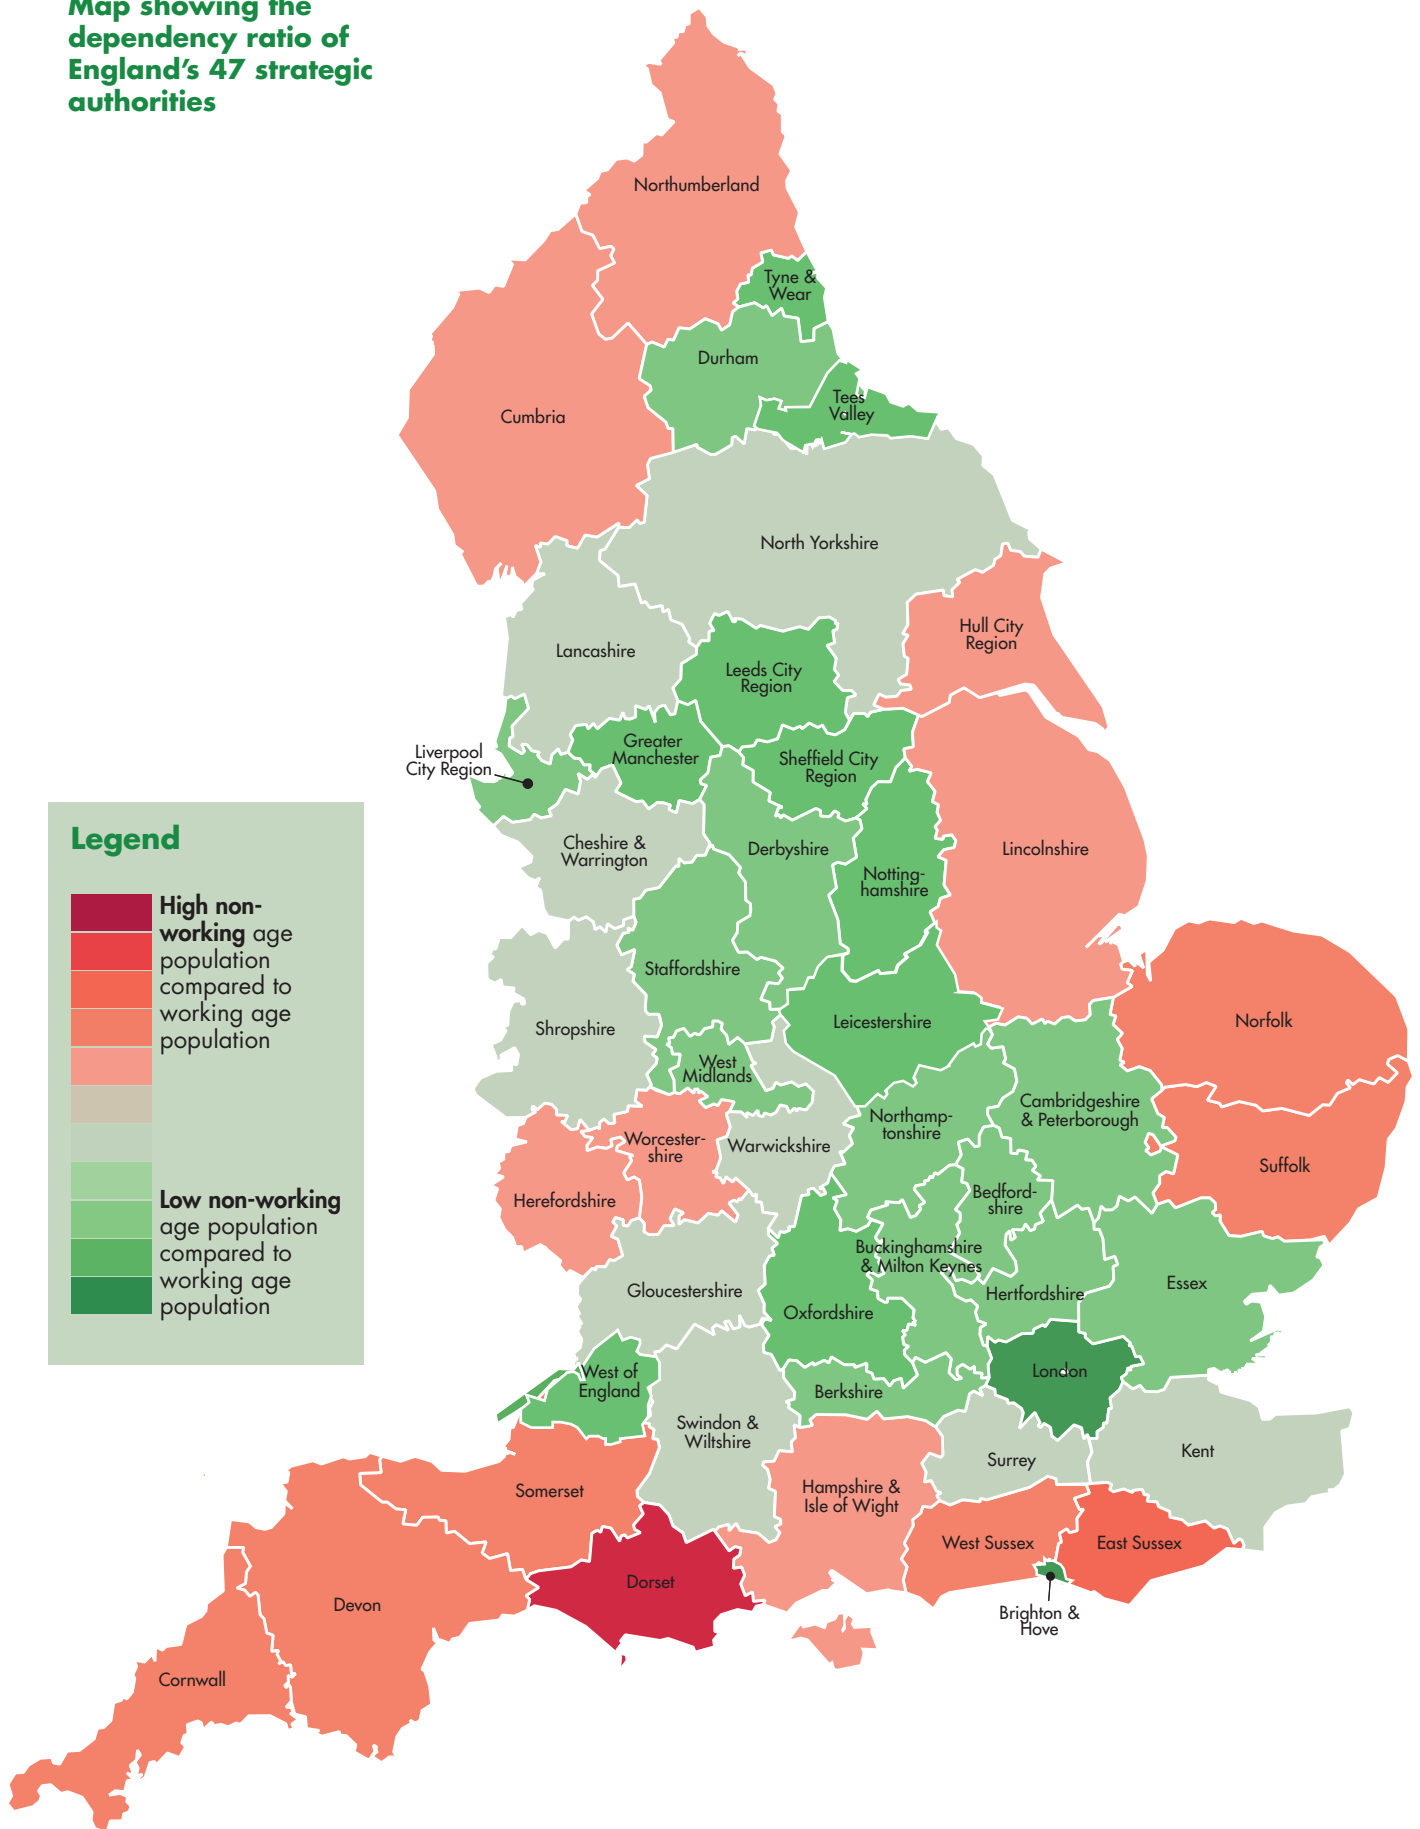 Map showing the
dependency ratio of
England’s 47 strategic
authorities
Northumberland
Tyne &
Wear
Durham
Tees
Valley
Cumbria
North Yorkshire
Hull City
Region
Lancashire
Leeds City
Region
Greater
Manchester
Sheffield City
Region
Liverpool
City Region
Cheshire &
Warrington
Derbyshire
Notting-
hamshire
Lincolnshire
Staffordshire
Shropshire
Leicestershire
Norfolk
West
Midlands
Cambridgeshire
& Peterborough
Northamp-
tonshire
Worcester-
shire
Warwickshire
Suffolk
Herefordshire
Bedford-
shire
Buckinghamshire
& Milton Keynes
Gloucestershire
Hertfordshire
Essex
Oxfordshire
London
West of
England
Berkshire
Swindon &
Wiltshire
Surrey
Kent
Somerset
Hampshire &
Isle of Wight
West Sussex
East Sussex
Dorset
Brighton &
Hove
Devon
Cornwall
Legend
High non-
working age
population
compared to
working age
population
Low non-working
age population
compared to
working age
population